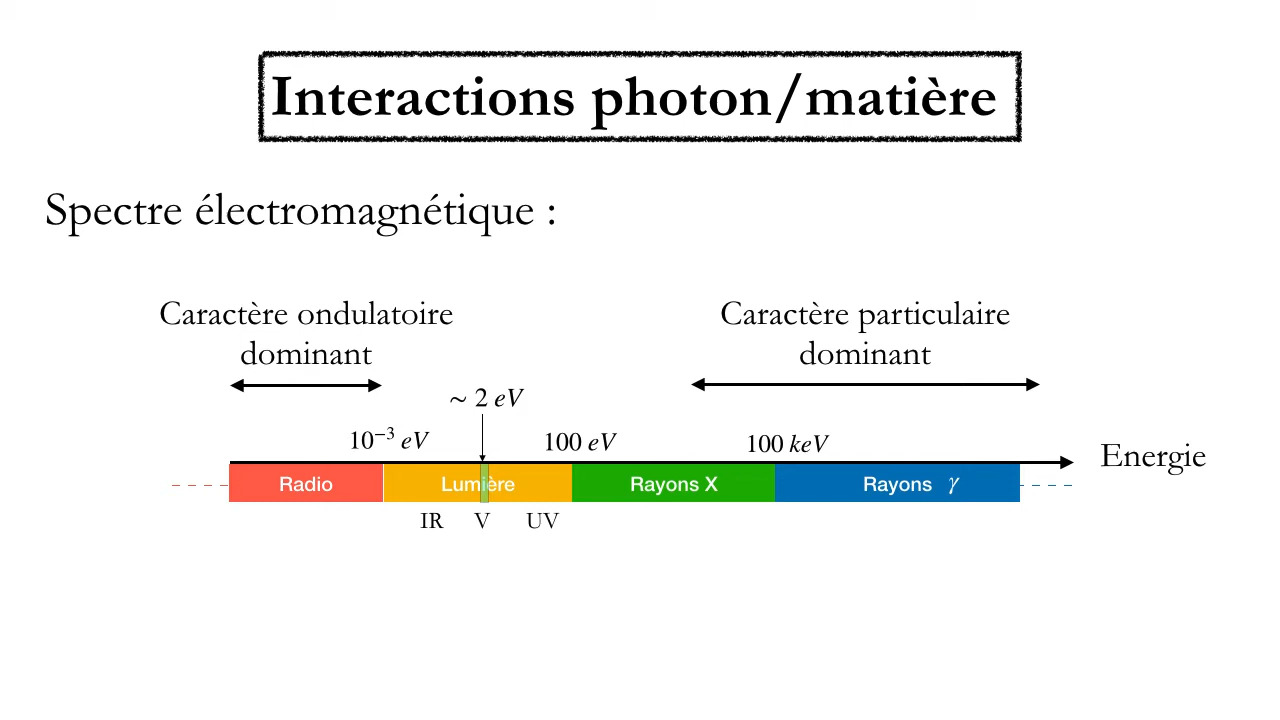 Interactions photon/matière
Spectre électromagnétique :
Caractère ondulatoire
dominant
Caractère particulaire
dominant
~ 2 eV
10⁻³ eV
100 eV
100 keV
Energie
Radio
Lumière
Rayons X
Rayons γ
IR
V
UV